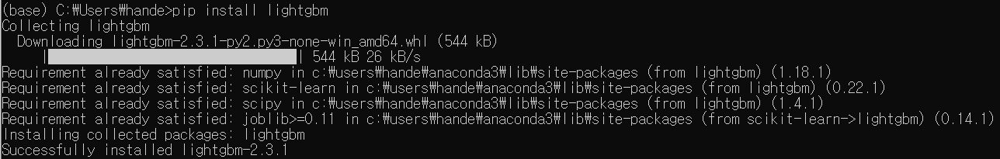 (base) C:₩Users₩hande>pip install lightgbm
Collecting lightgbm
  Downloading lightgbm-2.3.1-py2.py3-none-win_amd64.whl (544 kB)
     |████████████████████████████████| 544 kB 26 kB/s
Requirement already satisfied: numpy in c:₩users₩hande₩anaconda3₩lib₩site-packages (from lightgbm) (1.18.1)
Requirement already satisfied: scikit-learn in c:₩users₩hande₩anaconda3₩lib₩site-packages (from lightgbm) (0.22.1)
Requirement already satisfied: scipy in c:₩users₩hande₩anaconda3₩lib₩site-packages (from lightgbm) (1.4.1)
Requirement already satisfied: joblib>=0.11 in c:₩users₩hande₩anaconda3₩lib₩site-packages (from scikit-learn->lightgbm) (0.14.1)
Installing collected packages: lightgbm
Successfully installed lightgbm-2.3.1